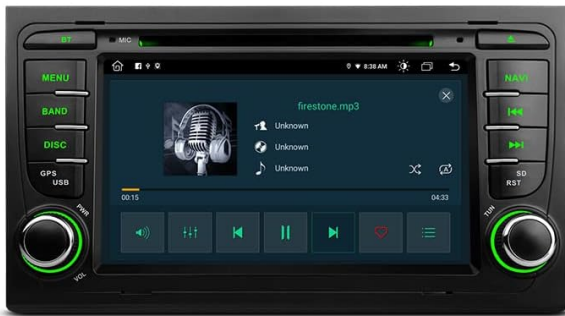 BT
MIC
8:38 AM
MENU
NAVI
BAND
DISC
GPS
USB
SD
RST
firestone.mp3
Unknown
Unknown
Unknown
A
00:15
04:33
PWR
VOL
TUN